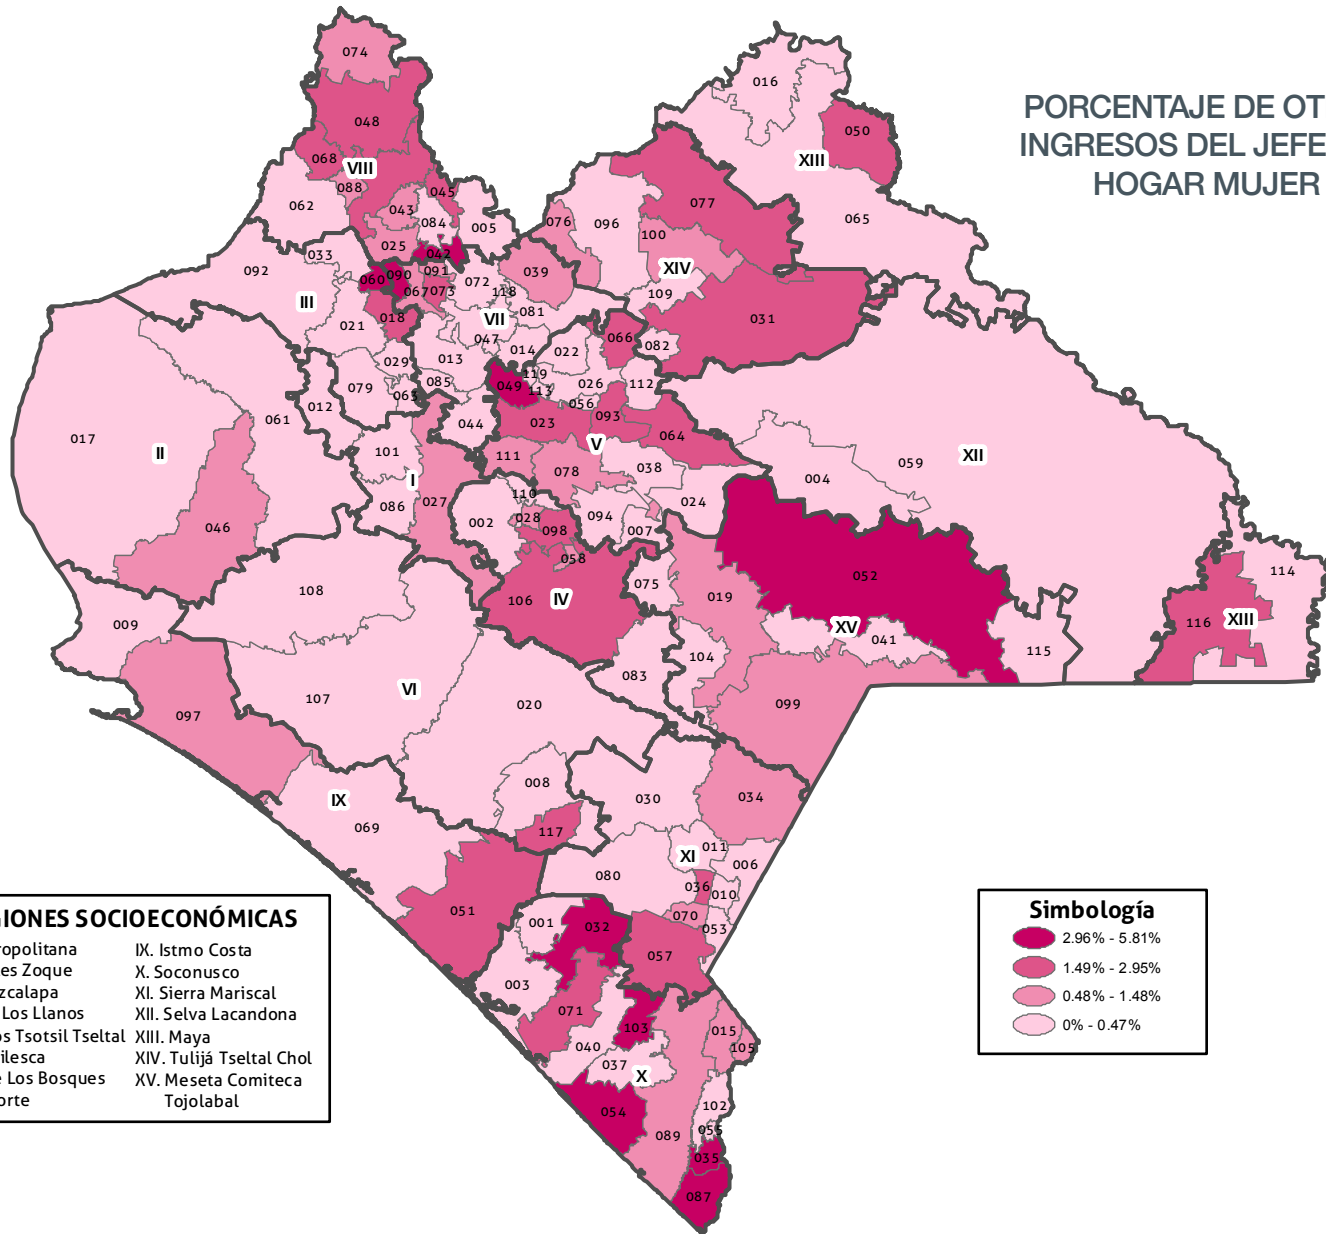 PORCENTAJE DE OT
INGRESOS DEL JEFE
HOGAR MUJER
074
016
048
050
068
VIII
XIII
088
045
062
043
084
005
077
065
076
096
100
025
042
033
092
060
090
091
039
XIV
067
073
072
118
109
III
018
VII
081
031
021
047
066
082
014
022
029
013
119
079
063
085
049
113
026
112
012
056
017
061
044
023
093
064
II
V
XII
101
111
078
038
059
I
004
027
110
024
086
002
028
094
046
098
007
058
052
114
108
106
IV
075
019
009
116
XIII
XV
041
115
104
083
107
VI
020
099
097
008
030
034
IX
069
117
XI
011
006
080
036
010
051
070
053
001
032
057
003
071
103
015
105
040
037
X
054
102
089
055
035
087
GIONES SOCIOECONÓMICAS
ropolitana
es Zoque
zcalapa
Los Llanos
os Tsotsil Tseltal
ilesca
e Los Bosques
orte
IX. Istmo Costa
X. Soconusco
XI. Sierra Mariscal
XII. Selva Lacandona
XIII. Maya
XIV. Tulijá Tseltal Chol
XV. Meseta Comiteca
Tojolabal
Simbología
2.96% - 5.81%
1.49% - 2.95%
0.48% - 1.48%
0% - 0.47%